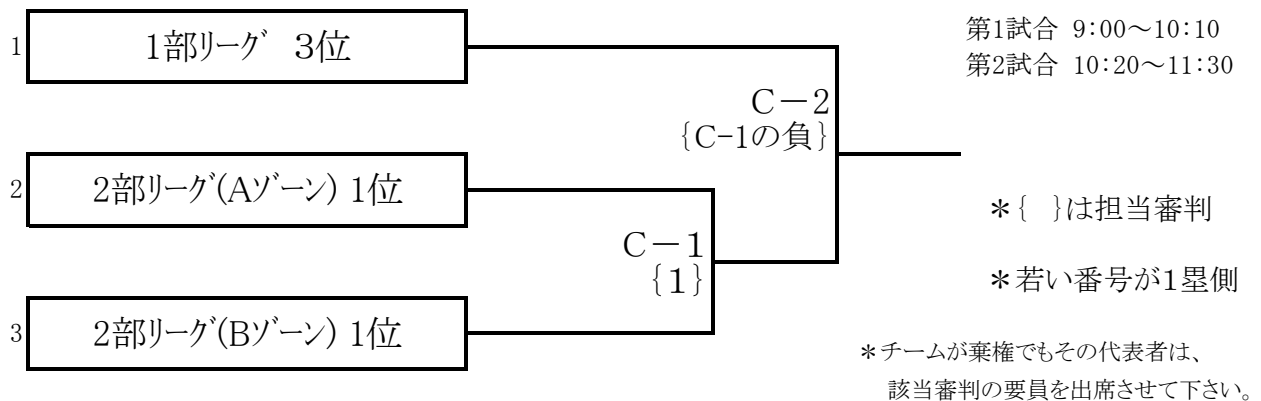 1
1部リーグ 3位
第1試合 9:00～10:10
第2試合 10:20～11:30
C－2
{C-1の負}
2
2部リーグ(Aゾーン) 1位
＊{ }は担当審判
C－1
{1}
＊若い番号が1塁側
3
2部リーグ(Bゾーン) 1位
＊チームが棄権でもその代表者は、
該当審判の要員を出席させて下さい。